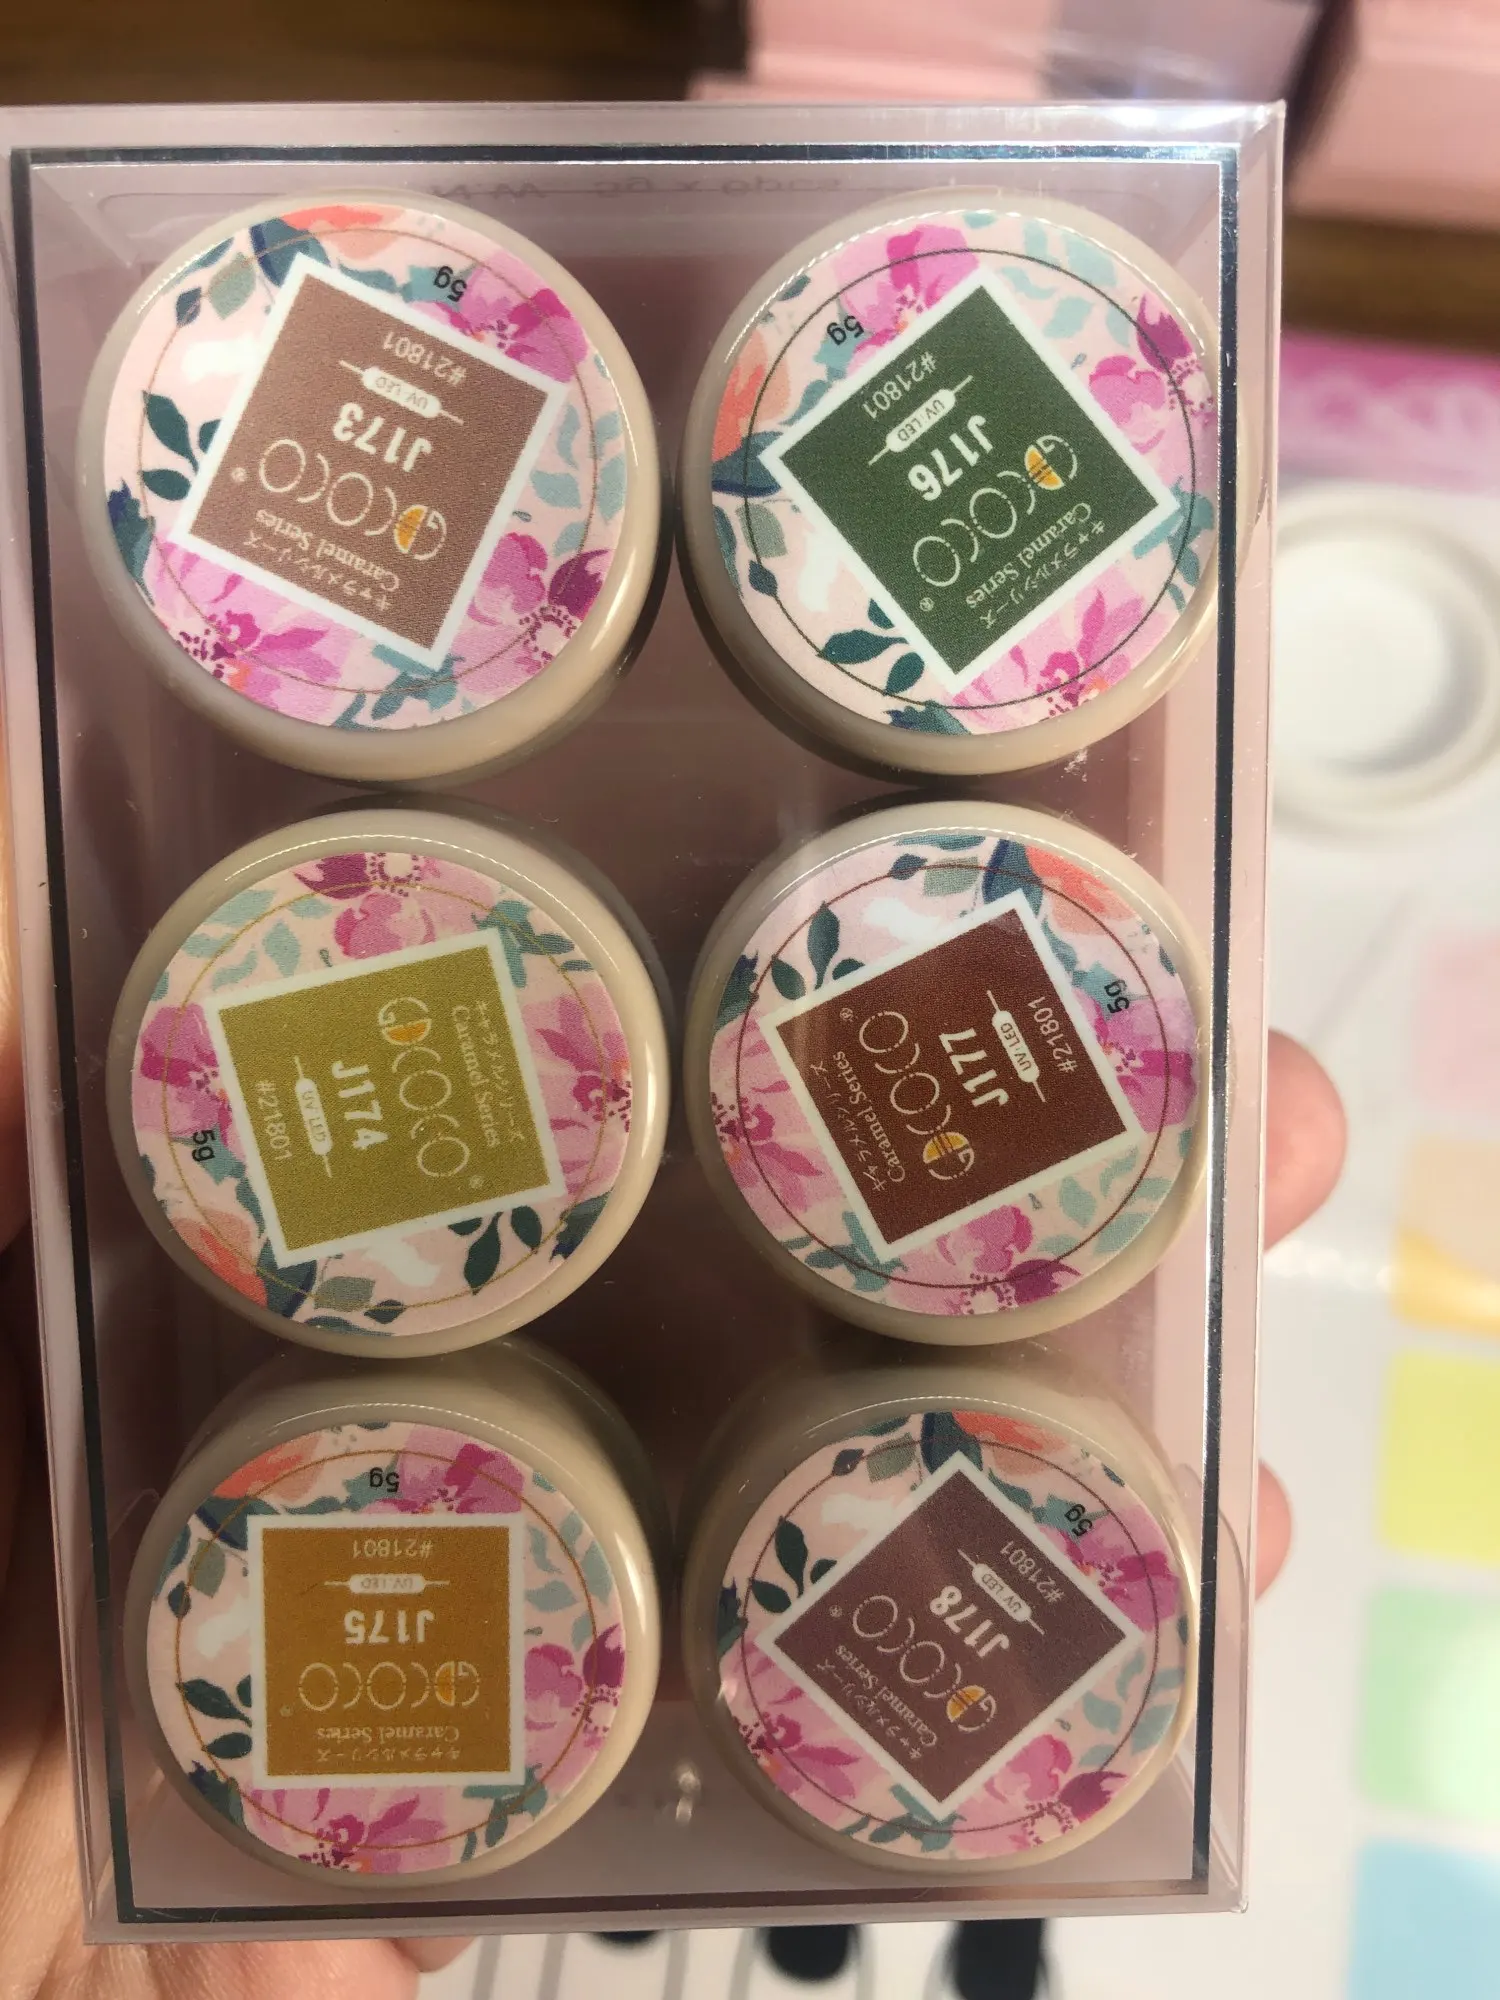 キャラメルシリーズ
Caramel Series
GDCOCO®
J173
UV·LED
#21801
5g
キャラメルシリーズ
Caramel Series
GDCOCO®
J176
UV·LED
#21801
5g
キャラメルシリーズ
Caramel Series
GDCOCO®
J174
UV·LED
#21801
5g
キャラメルシリーズ
Caramel Series
GDCOCO®
J177
UV·LED
#21801
5g
キャラメルシリーズ
Caramel Series
GDCOCO®
J175
UV·LED
#21801
5g
キャラメルシリーズ
Caramel Series
GDCOCO®
J178
UV·LED
#21801
5g